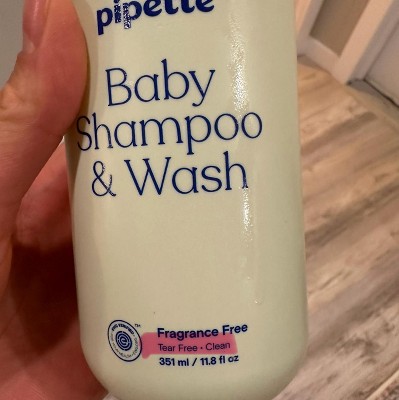 pipette
Baby
Shampoo
& Wash
Fragrance Free
Tear Free • Clean
351 ml / 11.8 fl oz